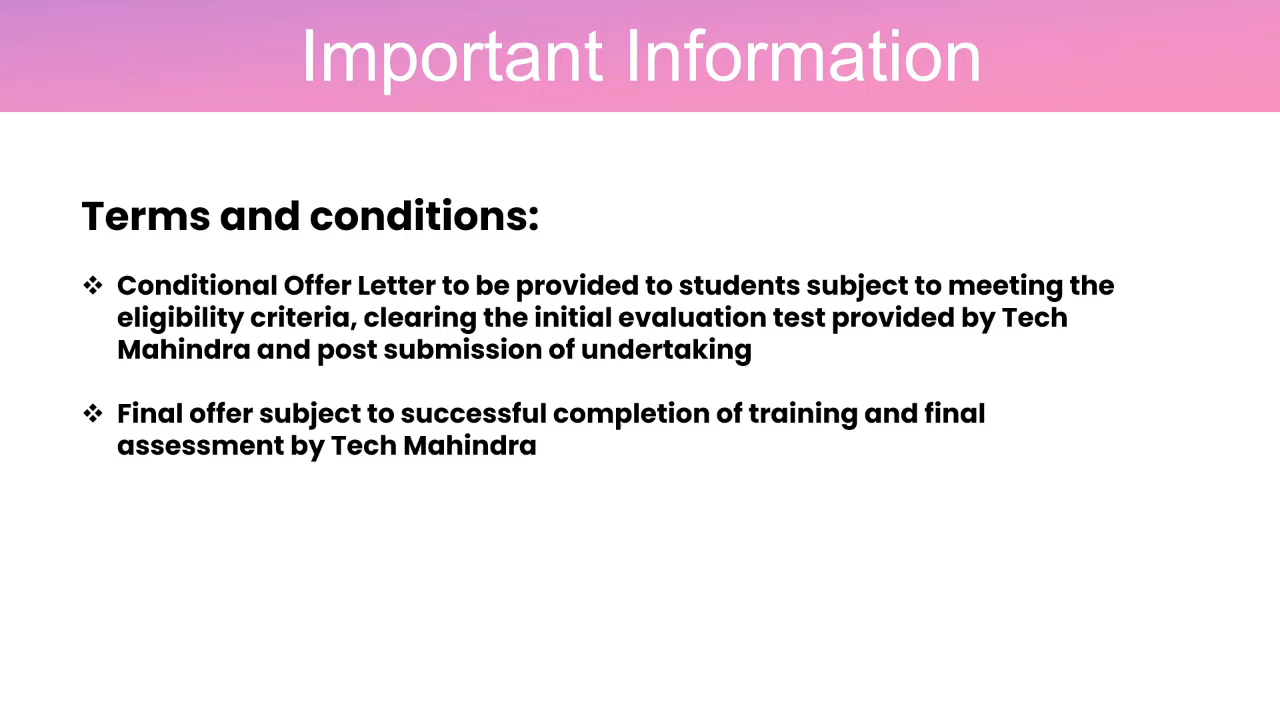 Important Information
Terms and conditions:
❖ Conditional Offer Letter to be provided to students subject to meeting the
eligibility criteria, clearing the initial evaluation test provided by Tech
Mahindra and post submission of undertaking
❖ Final offer subject to successful completion of training and final
assessment by Tech Mahindra